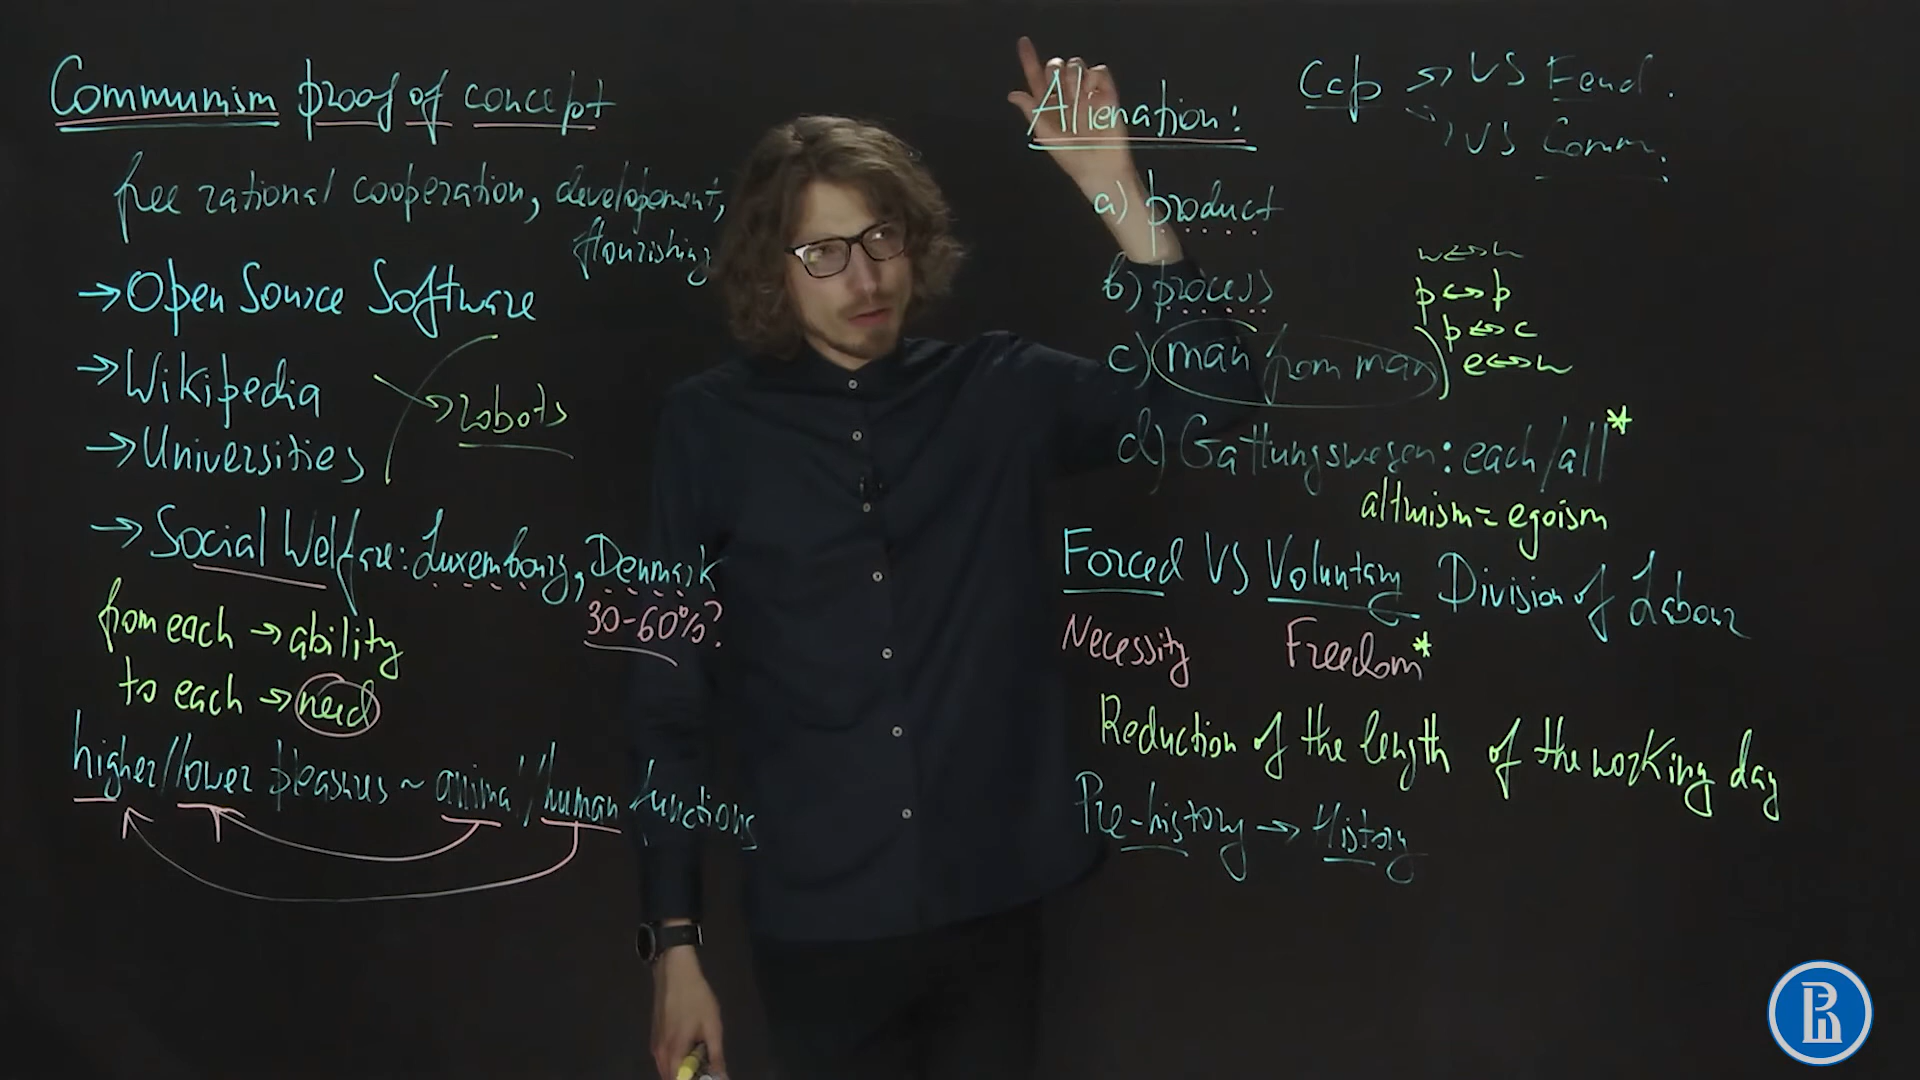 Communism proof of concept
free rational cooperation, developement,
flourishing
→ Open Source Software
→ Wikipedia
→ robots
→ Universities
→ Social Welfare: Luxembourg, Denmark
30-60%?
from each → ability
to each → need
higher/lower pleasures ~ animal/human functions
Alienation:
Cap → VS Feud.
→ VS Comm.
a) product
b) process
c) man from man
w ↔ w
p ↔ p
p ↔ c
e ↔ w
d) Gattungswesen: each/all*
altruism = egoism
Forced VS Voluntary Division of Labour
Necessity Freedom*
Reduction of the length of the working day
Pre-history → History